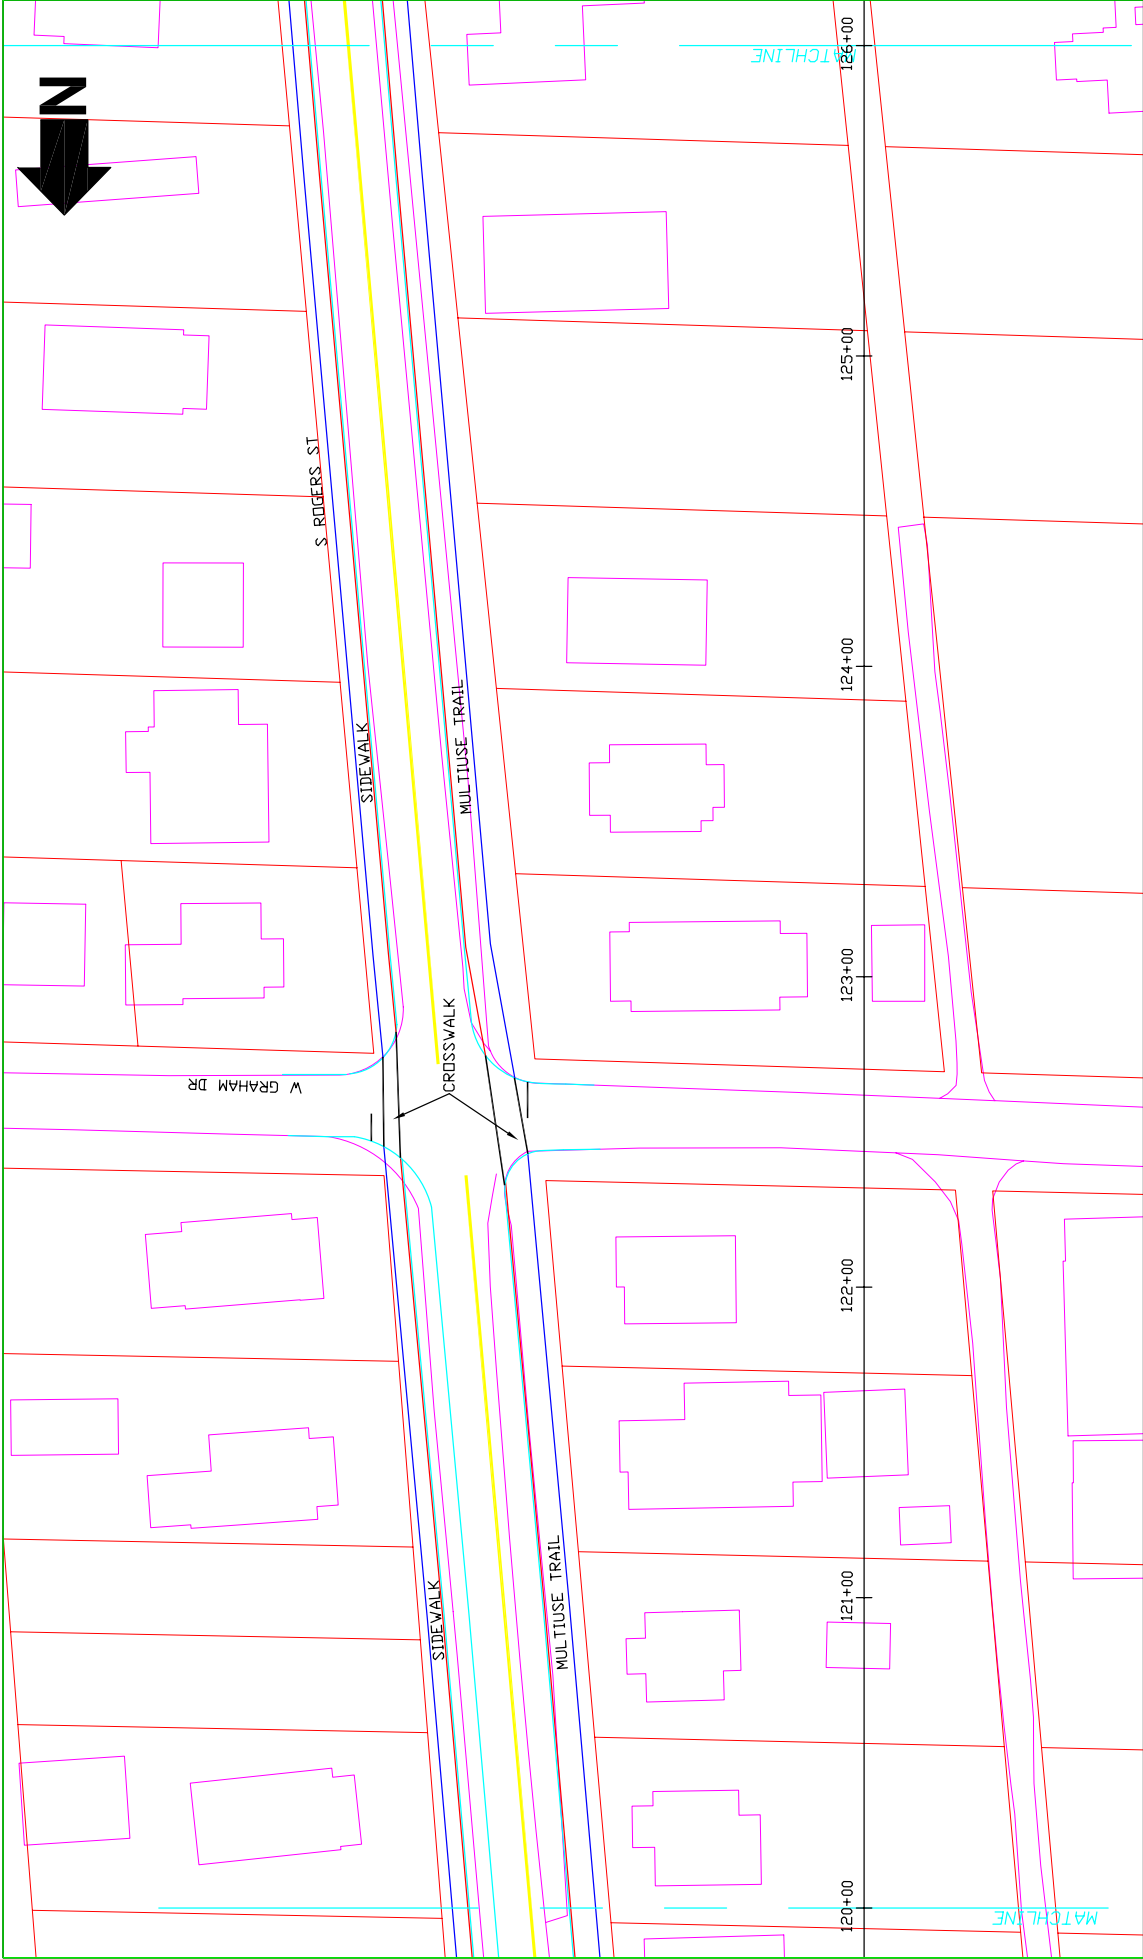 MATCHLINE
126+00
N
125+00
S ROGERS ST
124+00
SIDEWALK
MULTIUSE TRAIL
123+00
CROSSWALK
W GRAHAM DR
122+00
MULTIUSE TRAIL
SIDEWALK
121+00
120+00
MATCHLINE